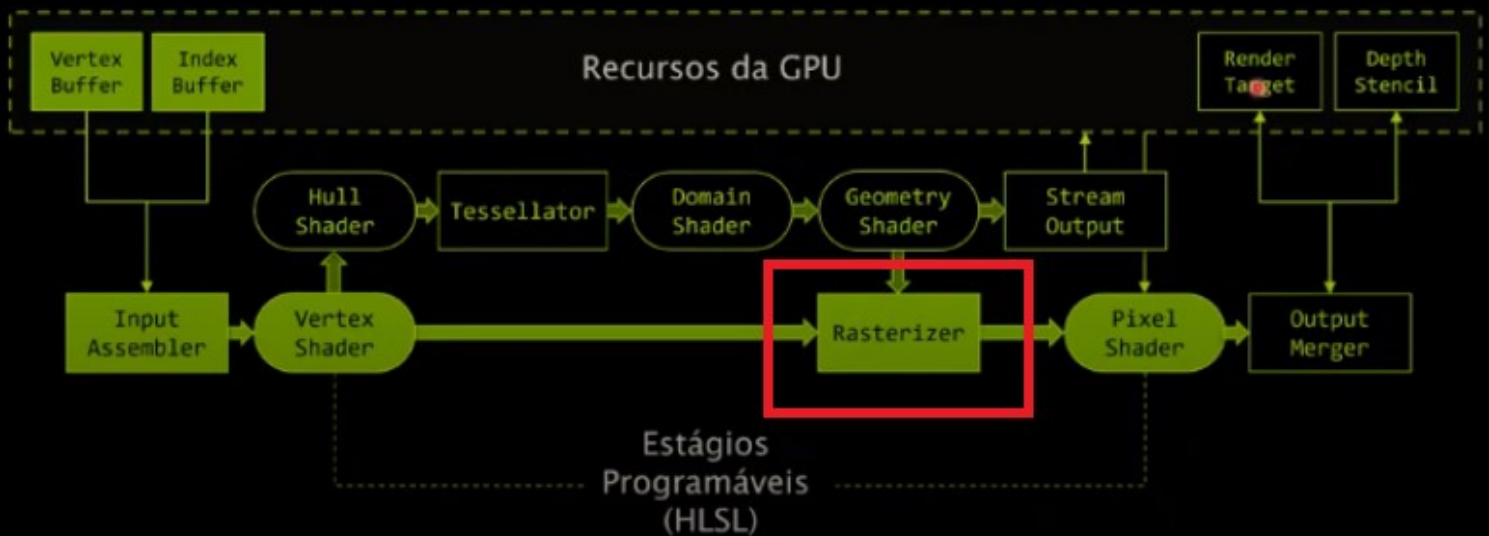 Vertex
Buffer
Index
Buffer
Recursos da GPU
Render
Target
Depth
Stencil
Hull
Shader
Tessellator
Domain
Shader
Geometry
Shader
Stream
Output
Input
Assembler
Vertex
Shader
Rasterizer
Pixel
Shader
Output
Merger
Estágios
Programáveis
(HLSL)